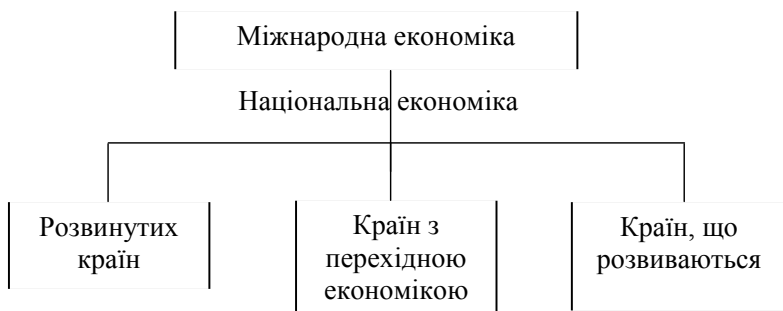 Міжнародна економіка
Національна економіка
Розвинутих
країн
Країн з
перехідною
економікою
Країн, що
розвиваються